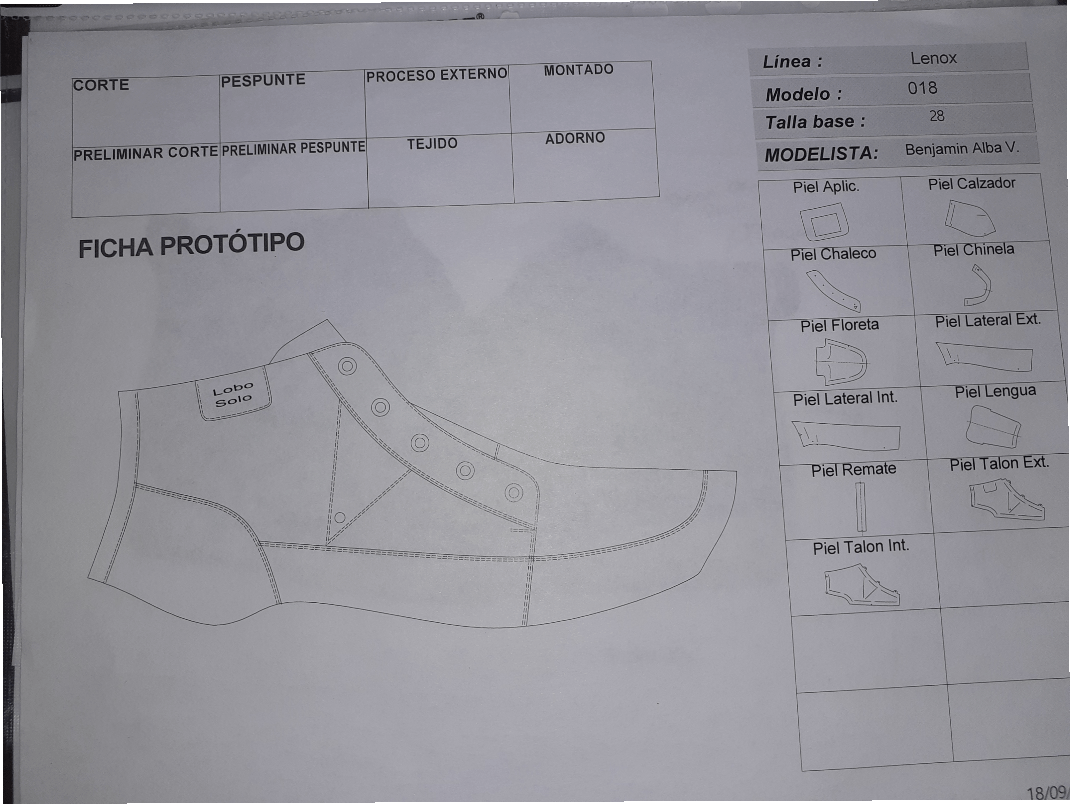 ®
CORTE PESPUNTE PROCESO EXTERNO MONTADO
PRELIMINAR CORTE PRELIMINAR PESPUNTE TEJIDO ADORNO
FICHA PROTÓTIPO
Lobo
Solo
Línea : Lenox
Modelo : 018
Talla base : 28
MODELISTA: Benjamin Alba V.
Piel Aplic. Piel Calzador
Piel Chaleco Piel Chinela
Piel Floreta Piel Lateral Ext.
Piel Lateral Int. Piel Lengua
Piel Remate Piel Talon Ext.
Piel Talon Int.
18/09/